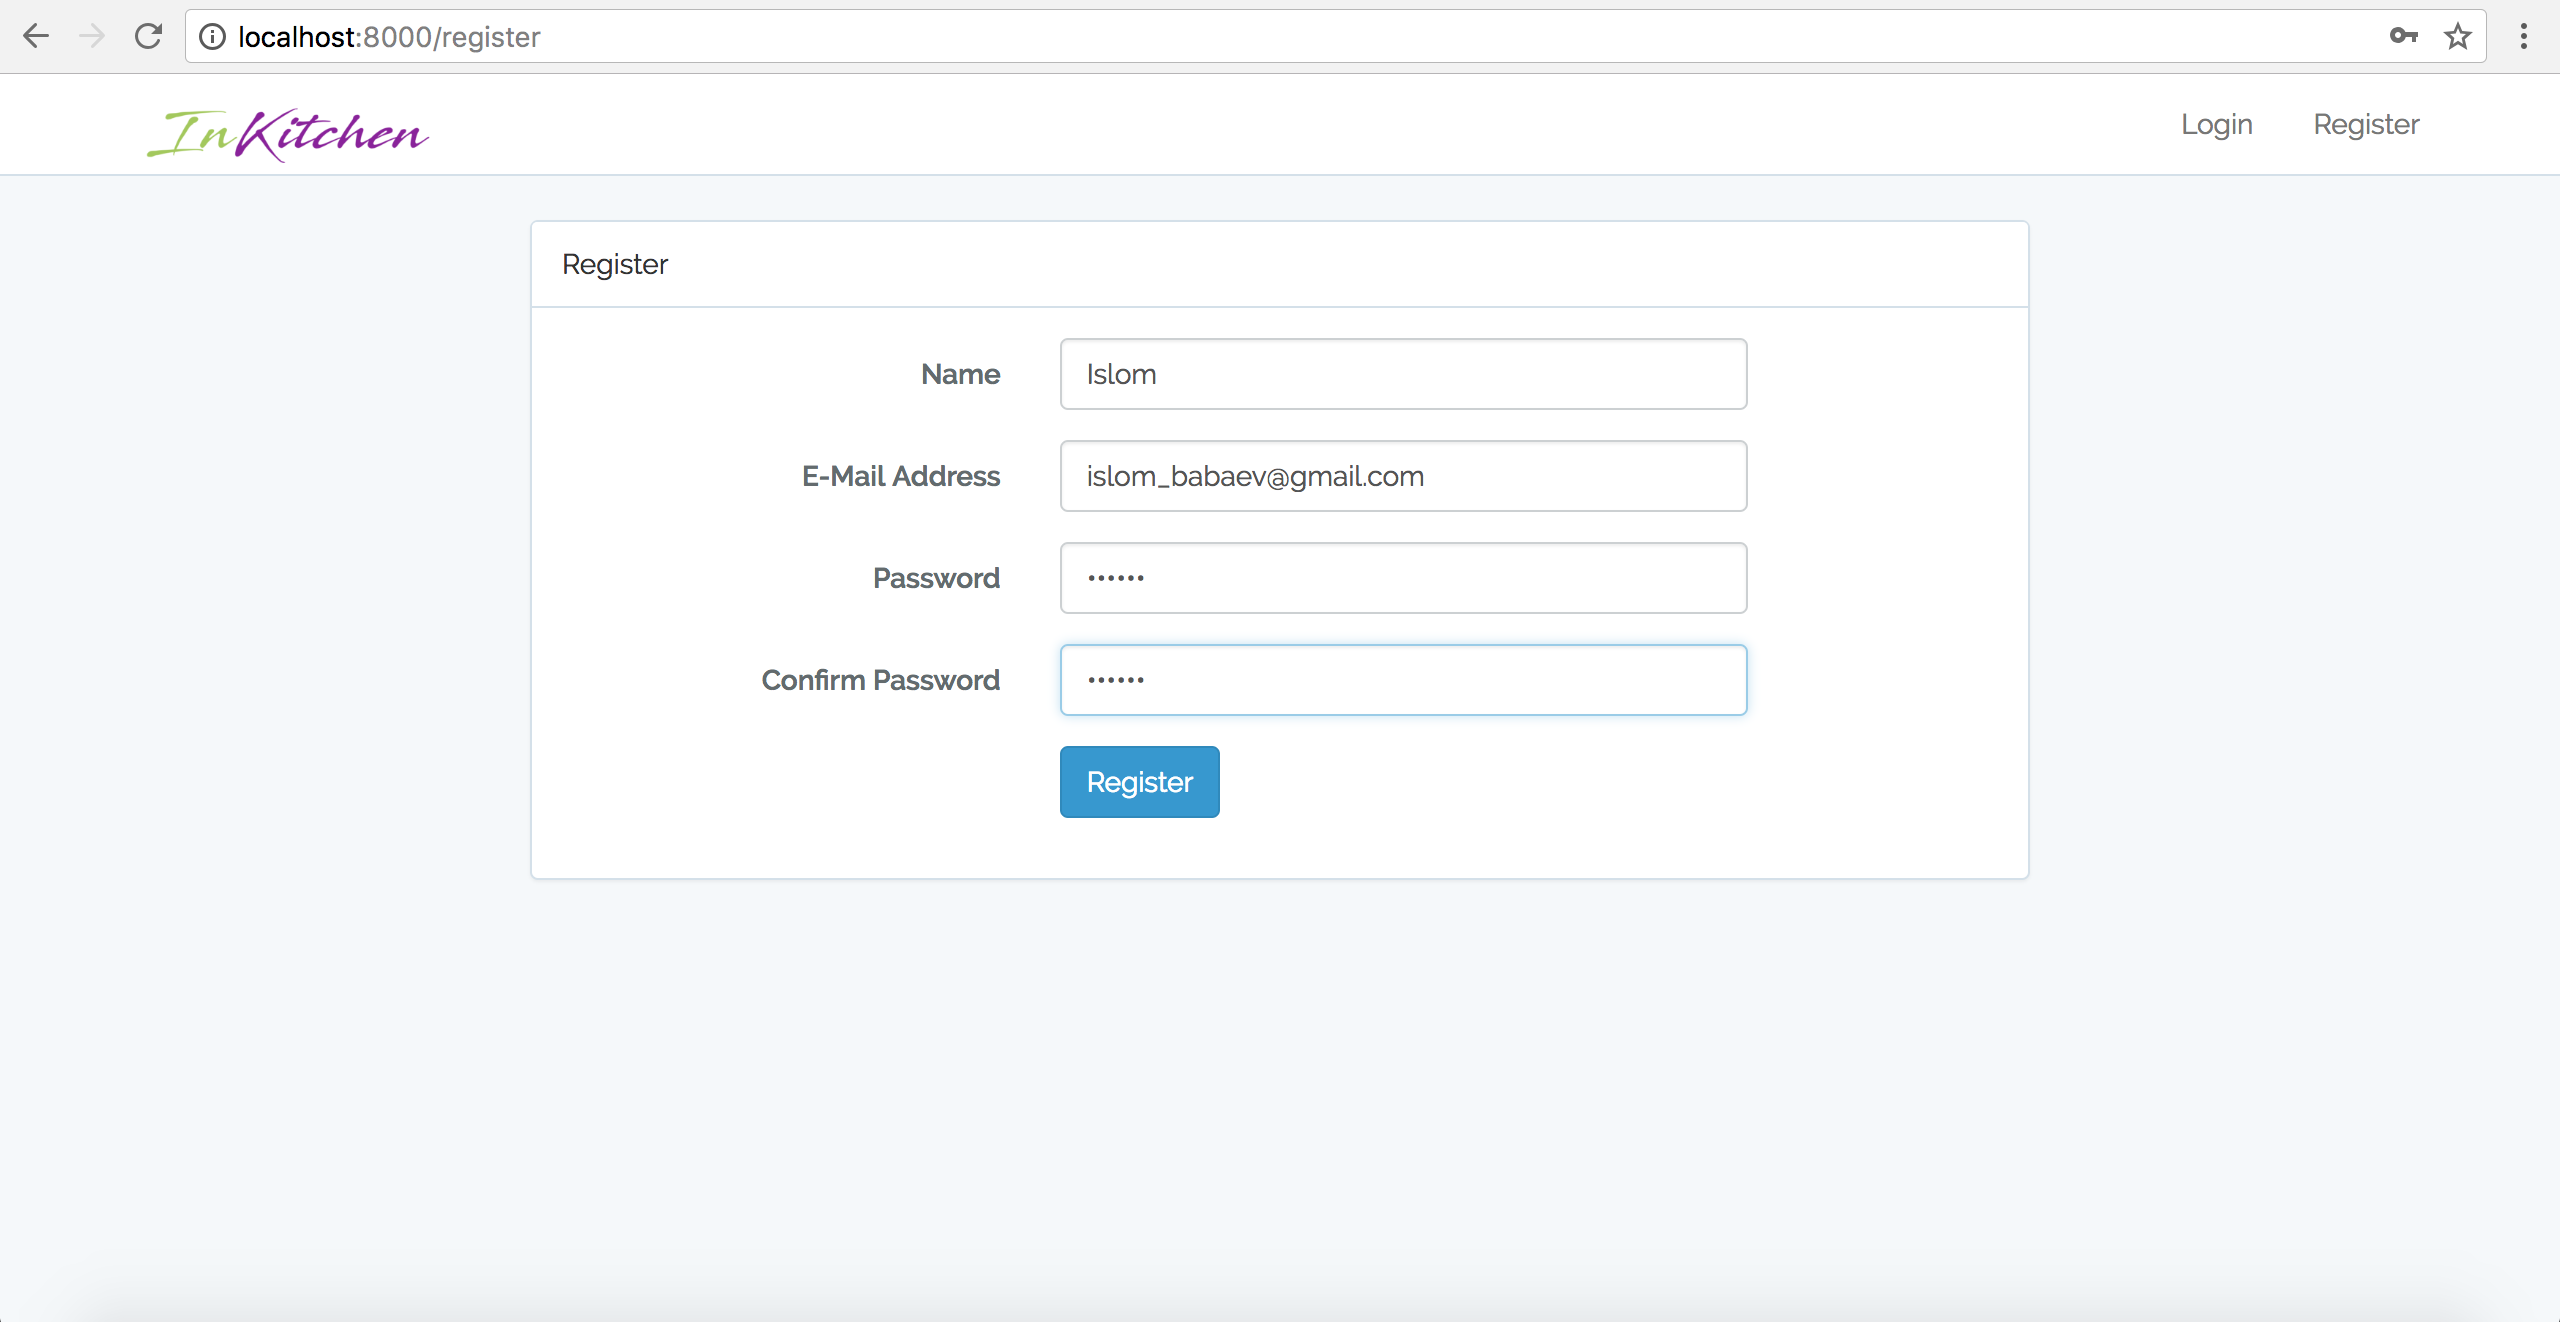 localhost:8000/register
InKitchen
Login Register
Register
Name Islom
E-Mail Address islom_babaev@gmail.com
Password ••••••
Confirm Password ••••••
Register